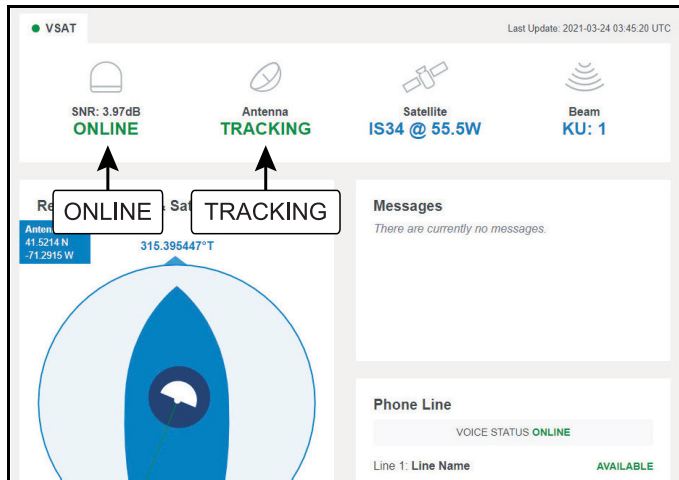 VSAT
Last Update: 2021-03-24 03:45:20 UTC
SNR: 3.97dB
ONLINE
Antenna
TRACKING
Satellite
IS34 @ 55.5W
Beam
KU: 1
ONLINE
TRACKING
41.5214 N
-71.2915 W
315.395447°T
Messages
There are currently no messages.
Phone Line
VOICE STATUS ONLINE
Line 1: Line Name
AVAILABLE